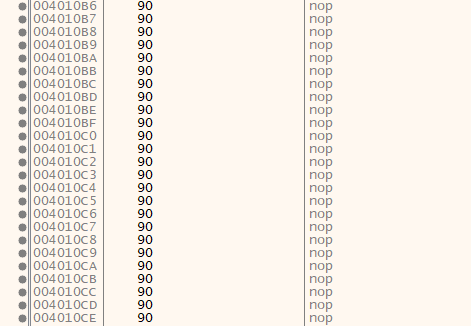 004010B6 90 nop
004010B7 90 nop
004010B8 90 nop
004010B9 90 nop
004010BA 90 nop
004010BB 90 nop
004010BC 90 nop
004010BD 90 nop
004010BE 90 nop
004010BF 90 nop
004010C0 90 nop
004010C1 90 nop
004010C2 90 nop
004010C3 90 nop
004010C4 90 nop
004010C5 90 nop
004010C6 90 nop
004010C7 90 nop
004010C8 90 nop
004010C9 90 nop
004010CA 90 nop
004010CB 90 nop
004010CC 90 nop
004010CD 90 nop
004010CE 90 nop